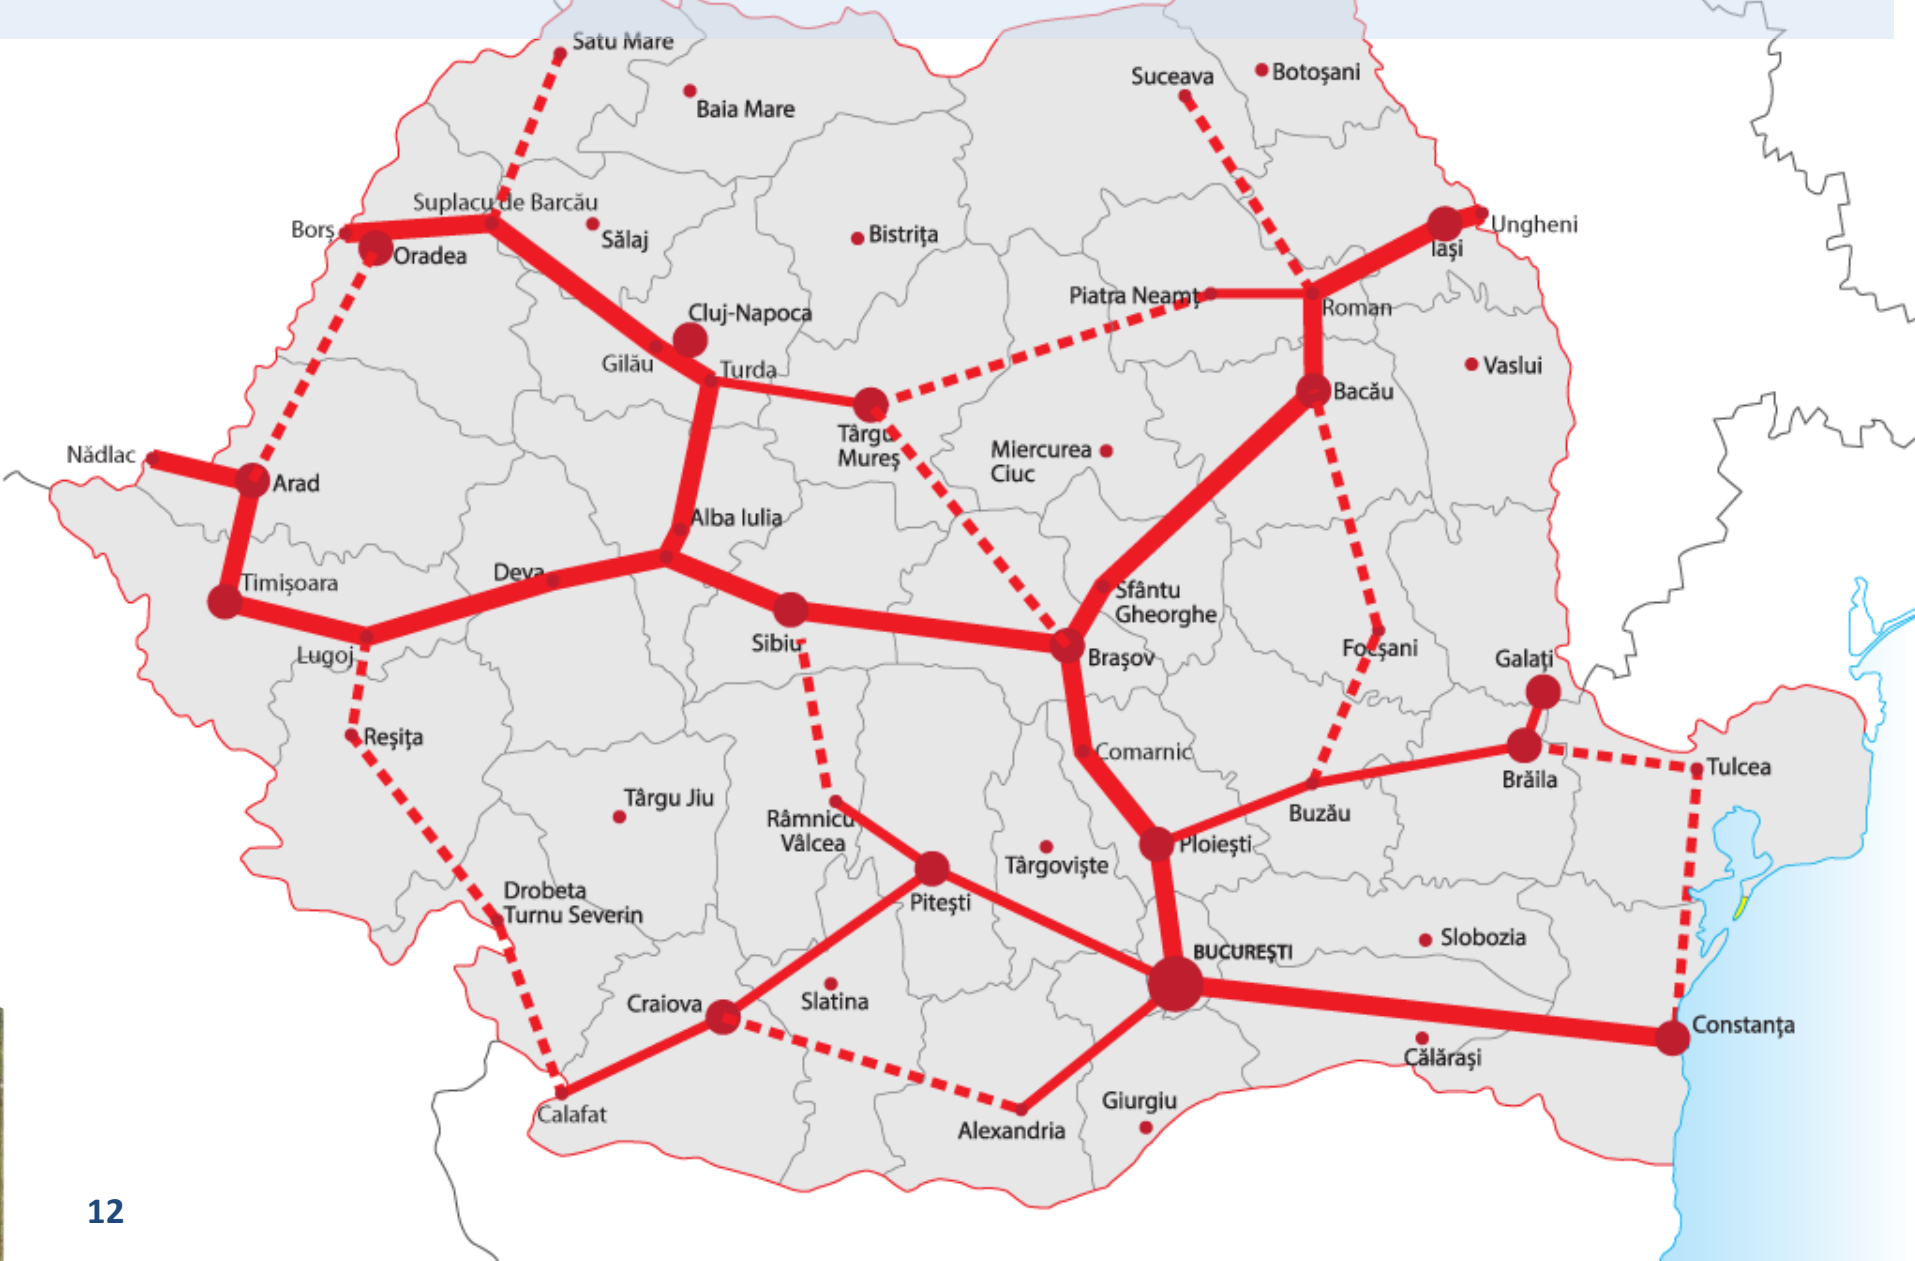 Satu Mare
Baia Mare
Suceava
Botoșani
Suplacu de Barcău
Borș
Oradea
Sălaj
Bistrița
Ungheni
Iași
Piatra Neamț
Roman
Cluj-Napoca
Gilău
Turda
Vaslui
Bacău
Târgu
Mureș
Miercurea
Ciuc
Nădlac
Arad
Alba Iulia
Timișoara
Deva
Sfântu
Gheorghe
Lugoj
Sibiu
Brașov
Focșani
Galați
Reșița
Comarnic
Tulcea
Brăila
Târgu Jiu
Râmnicu
Vâlcea
Buzău
Ploiești
Târgoviște
Drobeta
Turnu Severin
Pitești
Slobozia
BUCUREȘTI
Craiova
Slatina
Constanța
Călărași
Calafat
Giurgiu
Alexandria
12